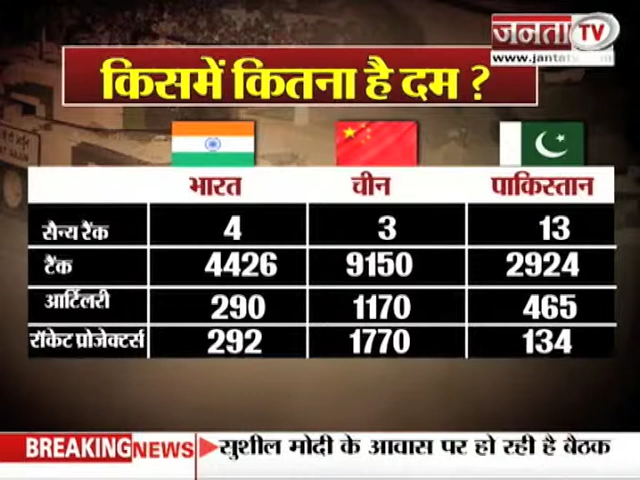 जनता TV
www.janta
किसमें कितना है दम ?
भारत चीन पाकिस्तान
सैन्य रैंक 4 3 13
टैंक 4426 9150 2924
आर्टिलरी 290 1170 465
रॉकेट प्रोजेक्टर्स 292 1770 134
BREAKING NEWS सुशील मोदी के आवास पर हो रही है बैठक